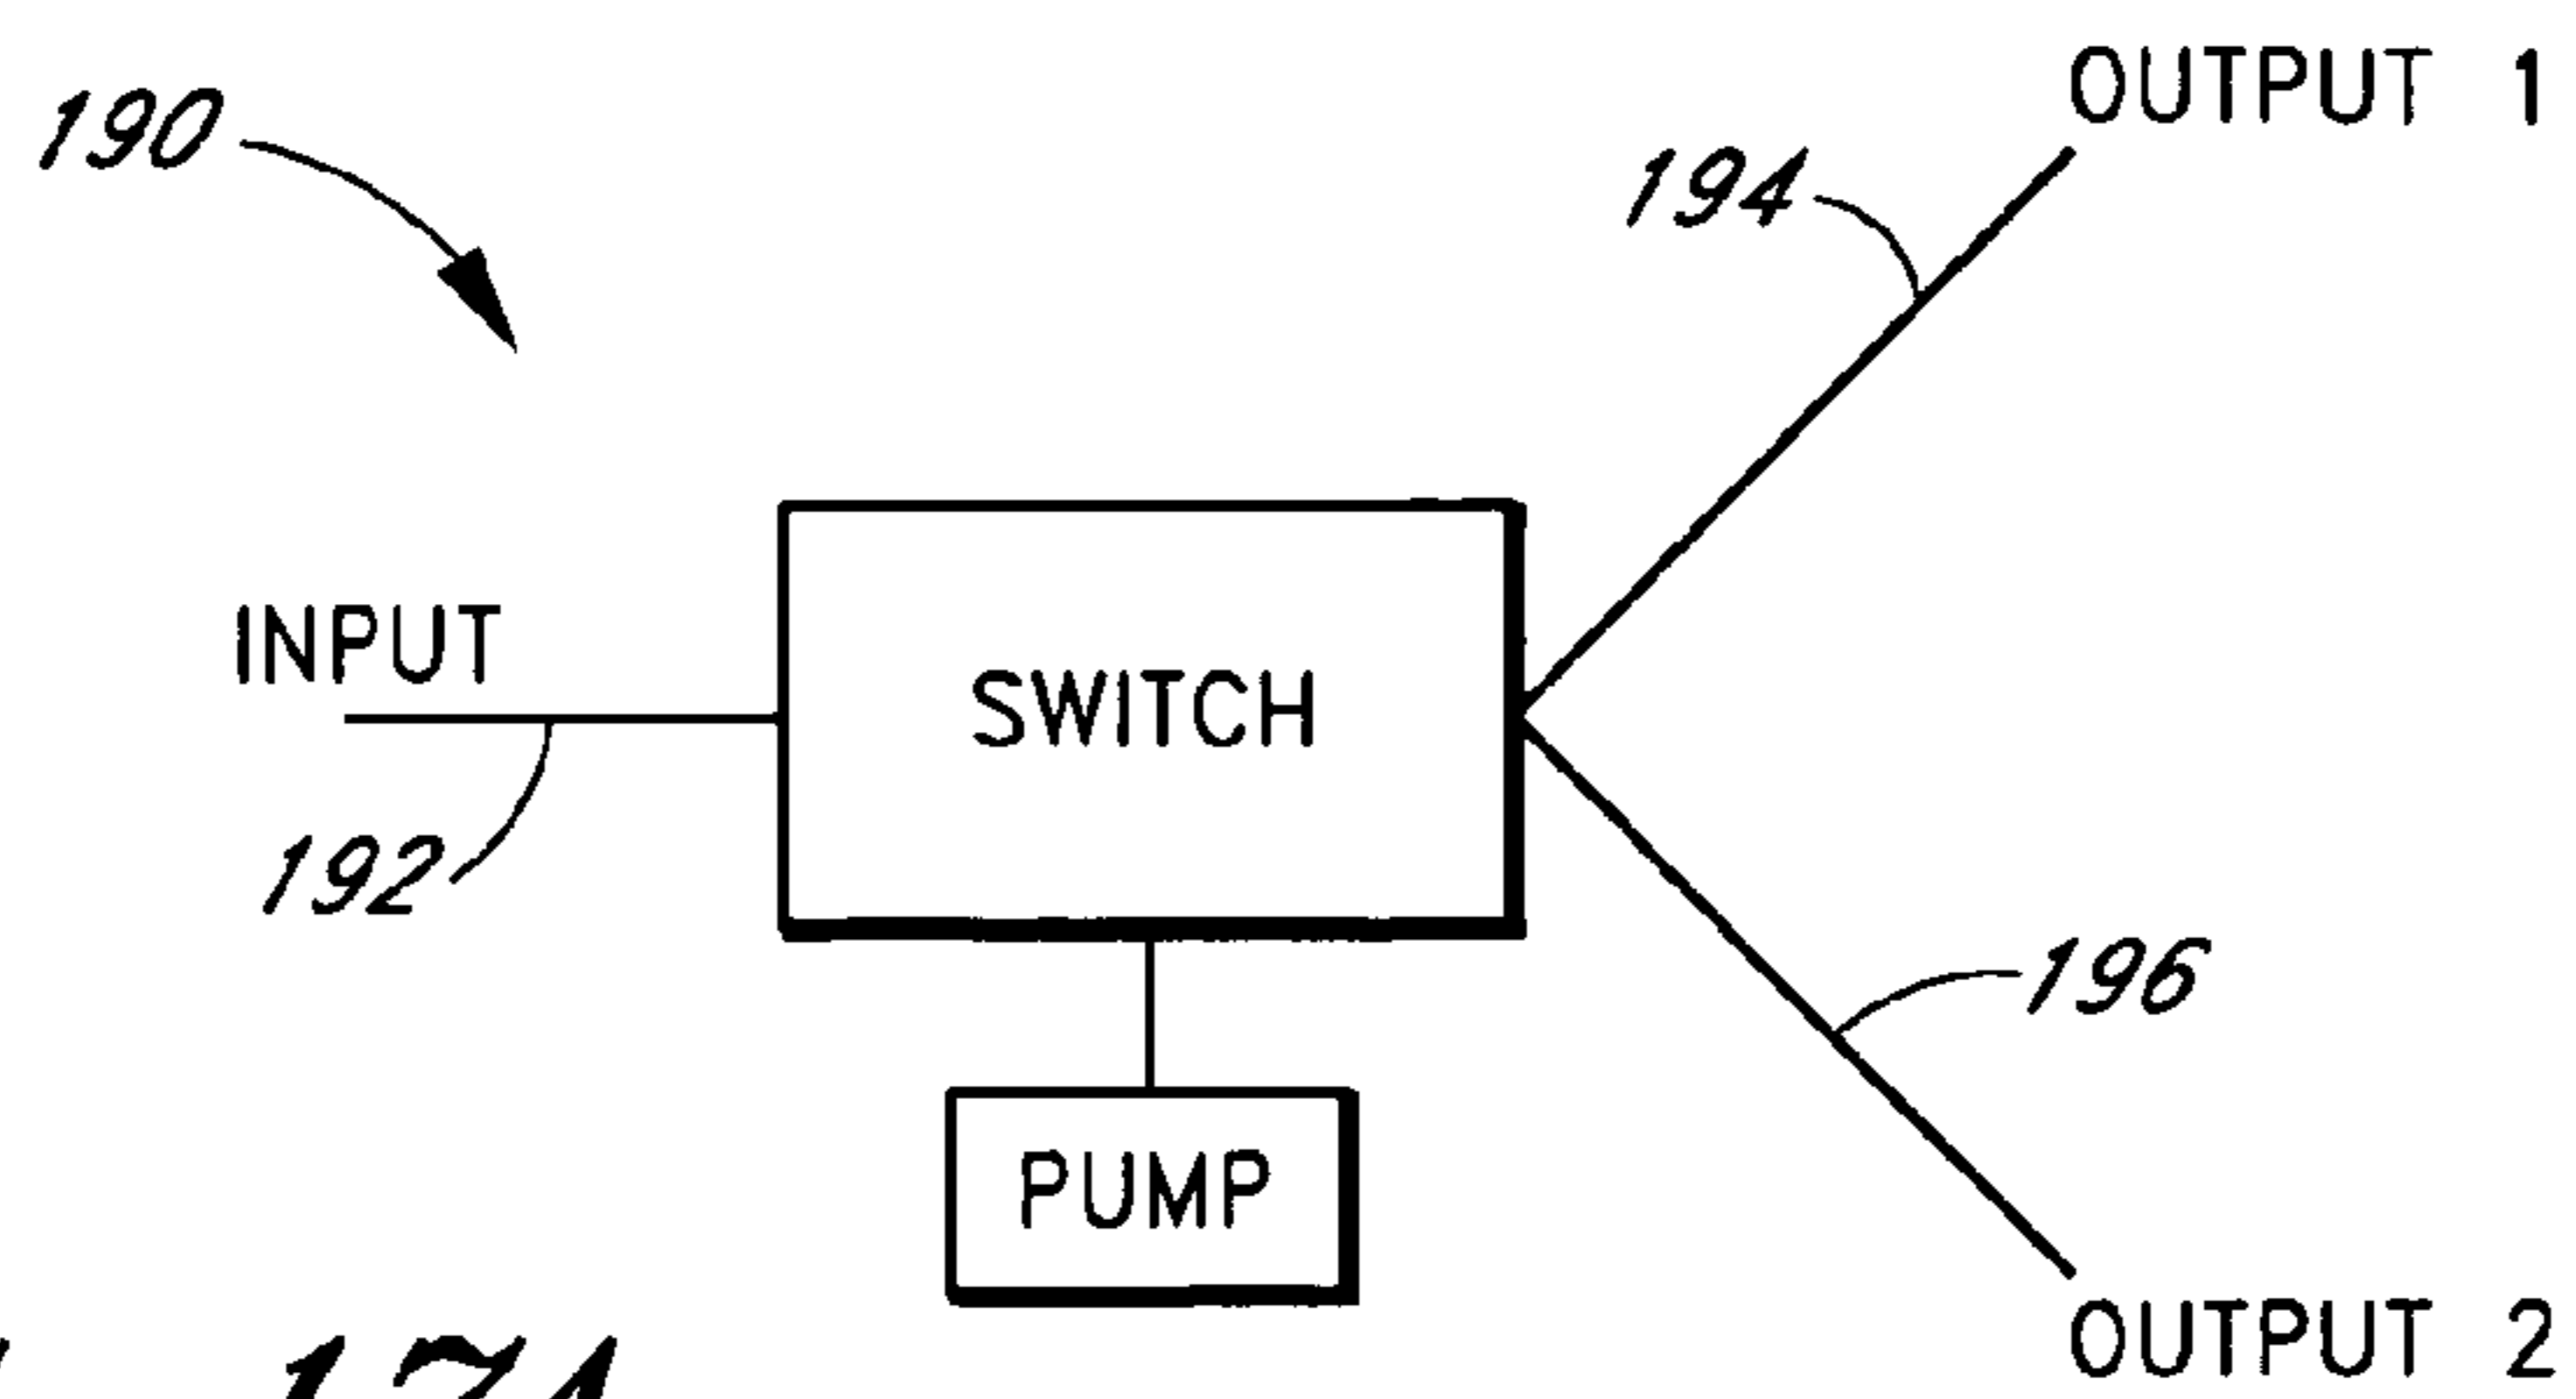 190
OUTPUT 1
194
INPUT
SWITCH
192
196
PUMP
OUTPUT 2